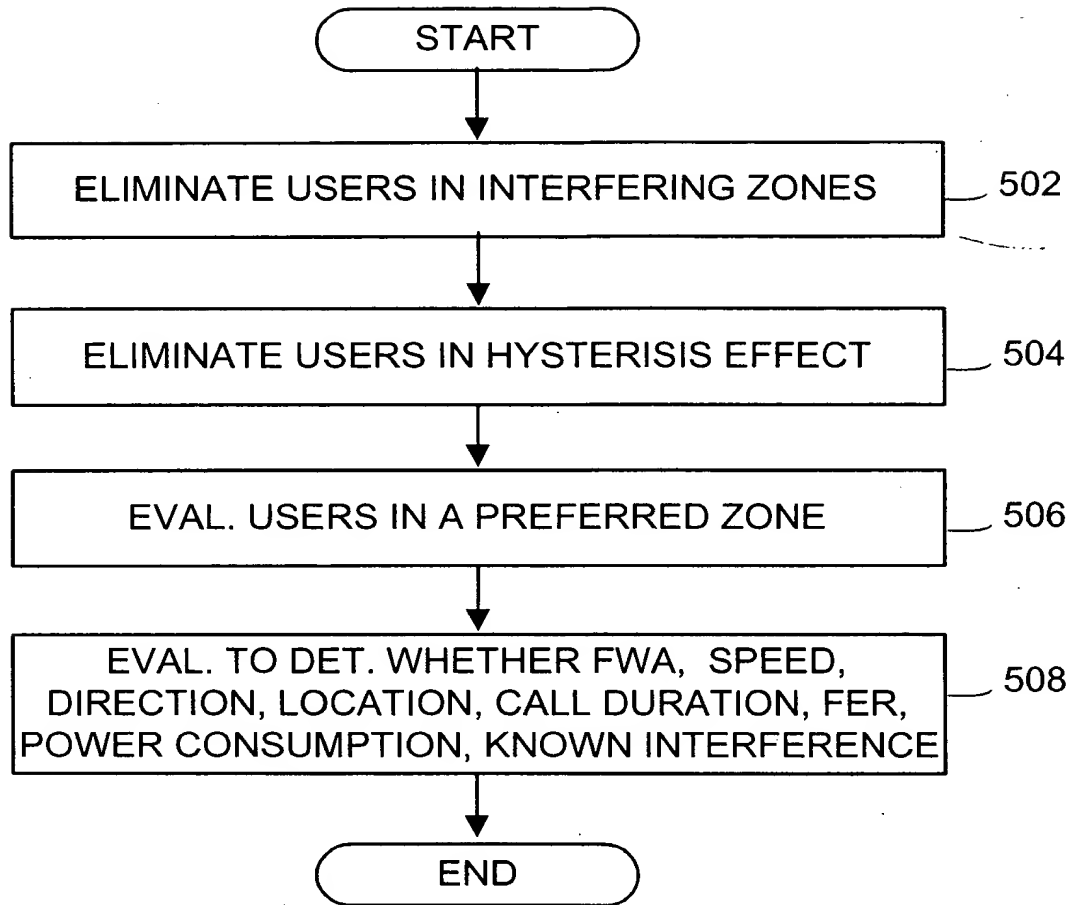 START
ELIMINATE USERS IN INTERFERING ZONES
502
ELIMINATE USERS IN HYSTERISIS EFFECT
504
EVAL. USERS IN A PREFERRED ZONE
506
EVAL. TO DET. WHETHER FWA, SPEED,
DIRECTION, LOCATION, CALL DURATION, FER,
POWER CONSUMPTION, KNOWN INTERFERENCE
508
END